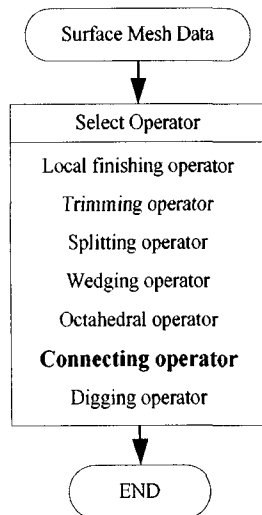 Surface Mesh Data
Select Operator
Local finishing operator
Trimming operator
Splitting operator
Wedging operator
Octahedral operator
Connecting operator
Digging operator
END